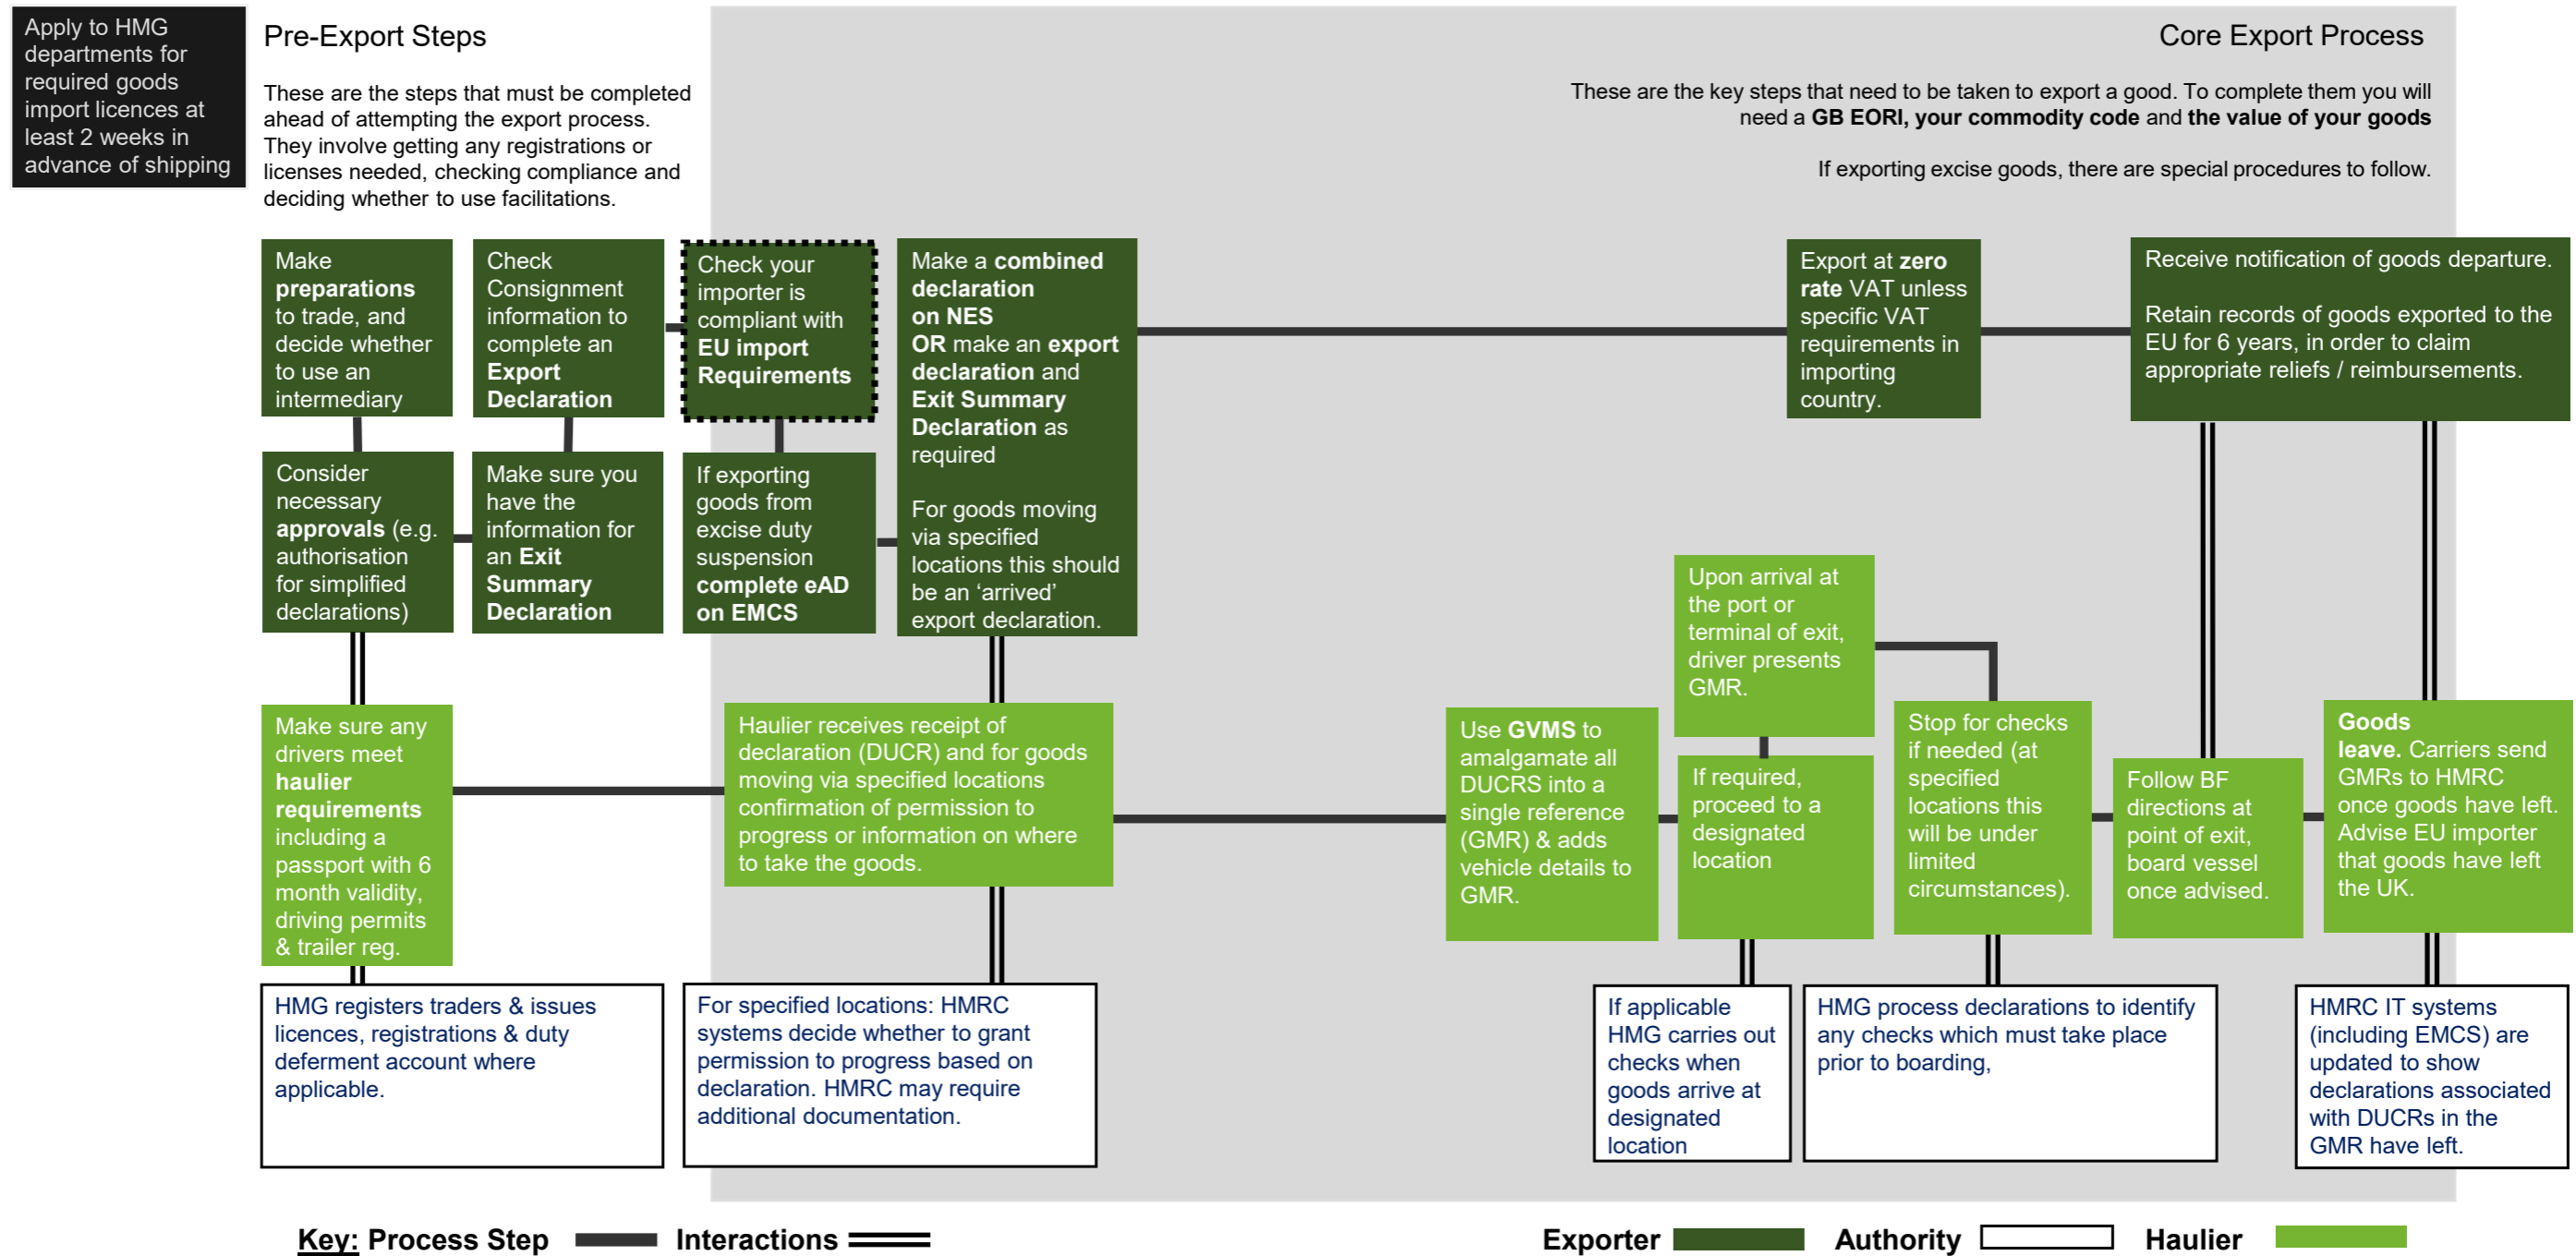 Apply to HMG
departments for
required goods
import licences at
least 2 weeks in
advance of shipping
Pre-Export Steps
These are the steps that must be completed
ahead of attempting the export process.
They involve getting any registrations or
licenses needed, checking compliance and
deciding whether to use facilitations.
Core Export Process
These are the key steps that need to be taken to export a good. To complete them you will
need a GB EORI, your commodity code and the value of your goods
If exporting excise goods, there are special procedures to follow.
Make
preparations
to trade, and
decide whether
to use an
intermediary
Check
Consignment
information to
complete an
Export
Declaration
Check your
importer is
compliant with
EU import
Requirements
Make a combined
declaration
on NES
OR make an export
declaration and
Exit Summary
Declaration as
required
For goods moving
via specified
locations this should
be an ‘arrived’
export declaration.
Export at zero
rate VAT unless
specific VAT
requirements in
importing
country.
Receive notification of goods departure.
Retain records of goods exported to the
EU for 6 years, in order to claim
appropriate reliefs / reimbursements.
Consider
necessary
approvals (e.g.
authorisation
for simplified
declarations)
Make sure you
have the
information for
an Exit
Summary
Declaration
If exporting
goods from
excise duty
suspension
complete eAD
on EMCS
Make sure any
drivers meet
haulier
requirements
including a
passport with 6
month validity,
driving permits
& trailer reg.
Haulier receives receipt of
declaration (DUCR) and for goods
moving via specified locations
confirmation of permission to
progress or information on where
to take the goods.
Use GVMS to
amalgamate all
DUCRS into a
single reference
(GMR) & adds
vehicle details to
GMR.
Upon arrival at
the port or
terminal of exit,
driver presents
GMR.
If required,
proceed to a
designated
location
Stop for checks
if needed (at
specified
locations this
will be under
limited
circumstances).
Follow BF
directions at
point of exit,
board vessel
once advised.
Goods
leave. Carriers send
GMRs to HMRC
once goods have left.
Advise EU importer
that goods have left
the UK.
HMG registers traders & issues
licences, registrations & duty
deferment account where
applicable.
For specified locations: HMRC
systems decide whether to grant
permission to progress based on
declaration. HMRC may require
additional documentation.
If applicable
HMG carries out
checks when
goods arrive at
designated
location
HMG process declarations to identify
any checks which must take place
prior to boarding,
HMRC IT systems
(including EMCS) are
updated to show
declarations associated
with DUCRs in the
GMR have left.
Key: Process Step
Interactions
Exporter
Authority
Haulier